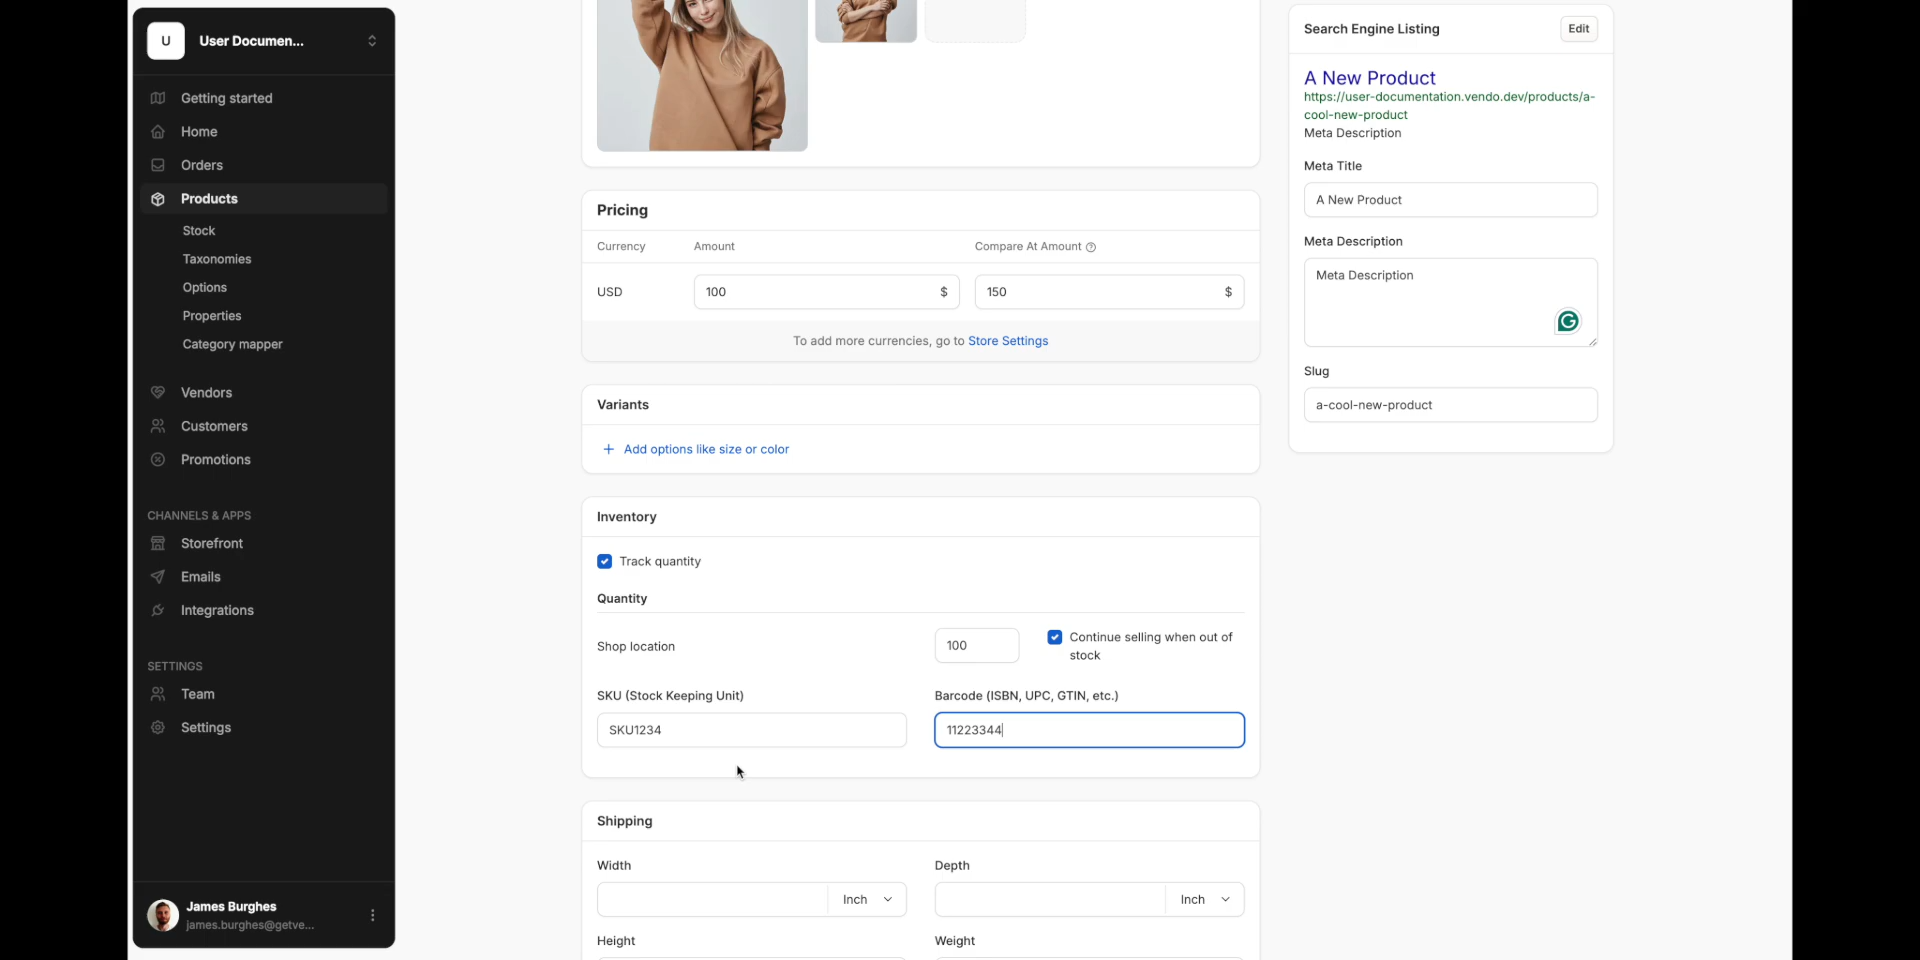 U
User Documen...
Getting started
Home
Orders
Products
Stock
Taxonomies
Options
Properties
Category mapper
Vendors
Customers
Promotions
CHANNELS & APPS
Storefront
Emails
Integrations
SETTINGS
Team
Settings
James Burghes
james.burghes@getve...
Pricing
Currency Amount Compare At Amount ?
USD 100 $ 150 $
To add more currencies, go to Store Settings
Variants
+ Add options like size or color
Inventory
Track quantity
Quantity
Shop location 100 Continue selling when out of
stock
SKU (Stock Keeping Unit) Barcode (ISBN, UPC, GTIN, etc.)
SKU1234 11223344
Shipping
Width Depth
Inch Inch
Height Weight
Search Engine Listing Edit
A New Product
https://user-documentation.vendo.dev/products/a-
cool-new-product
Meta Description
Meta Title
A New Product
Meta Description
Meta Description
G
Slug
a-cool-new-product